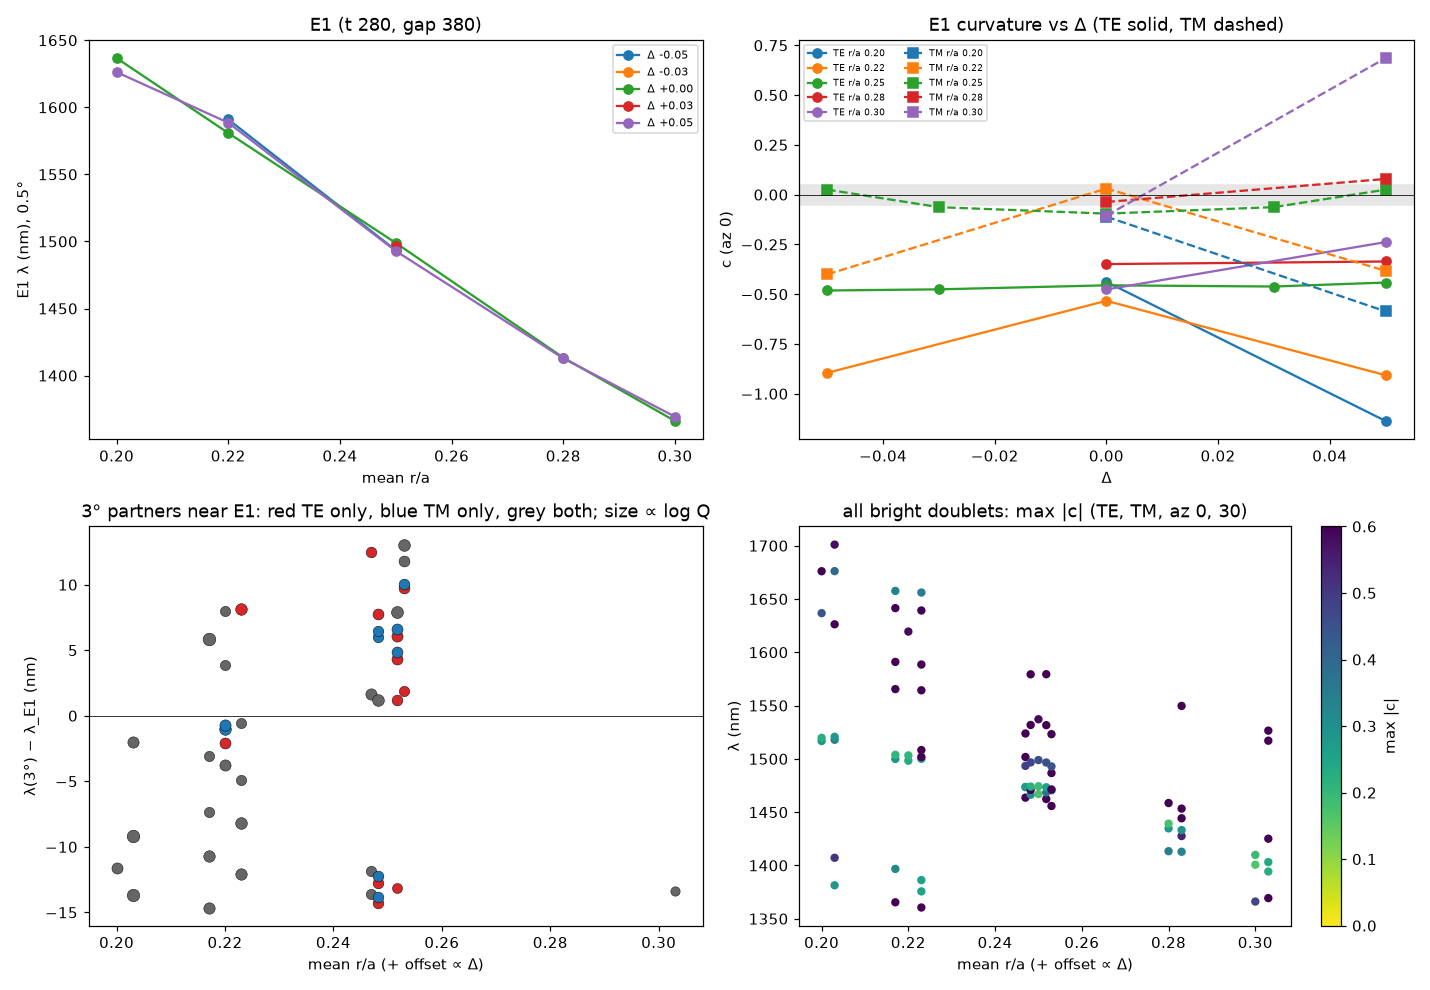 E1 (t 280, gap 380)
E1 λ (nm), 0.5°
1650
1600
1550
1500
1450
1400
0.20 0.22 0.24 0.26 0.28 0.30
mean r/a
Δ -0.05
Δ -0.03
Δ +0.00
Δ +0.03
Δ +0.05
E1 curvature vs Δ (TE solid, TM dashed)
c (az 0)
0.75
0.50
0.25
0.00
−0.25
−0.50
−0.75
−1.00
−0.04 −0.02 0.00 0.02 0.04
Δ
TE r/a 0.20 TM r/a 0.20
TE r/a 0.22 TM r/a 0.22
TE r/a 0.25 TM r/a 0.25
TE r/a 0.28 TM r/a 0.28
TE r/a 0.30 TM r/a 0.30
3° partners near E1: red TE only, blue TM only, grey both; size ∝ log Q
λ(3°) − λ_E1 (nm)
10
5
0
−5
−10
−15
0.20 0.22 0.24 0.26 0.28 0.30
mean r/a (+ offset ∝ Δ)
all bright doublets: max |c| (TE, TM, az 0, 30)
λ (nm)
1700
1650
1600
1550
1500
1450
1400
1350
0.20 0.22 0.24 0.26 0.28 0.30
mean r/a (+ offset ∝ Δ)
0.6
0.5
0.4
0.3
0.2
0.1
0.0
max |c|